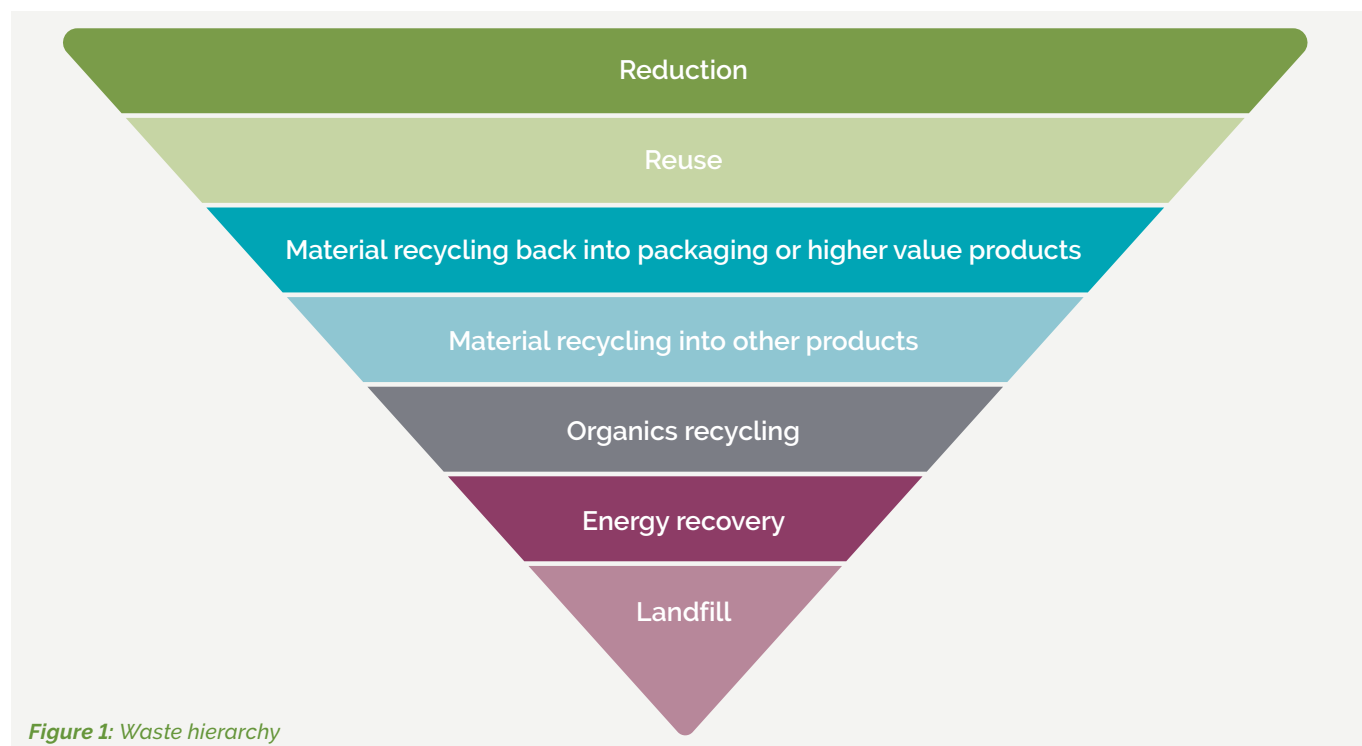 Reduction
Reuse
Material recycling back into packaging or higher value products
Material recycling into other products
Organics recycling
Energy recovery
Landfill
Figure 1: Waste hierarchy